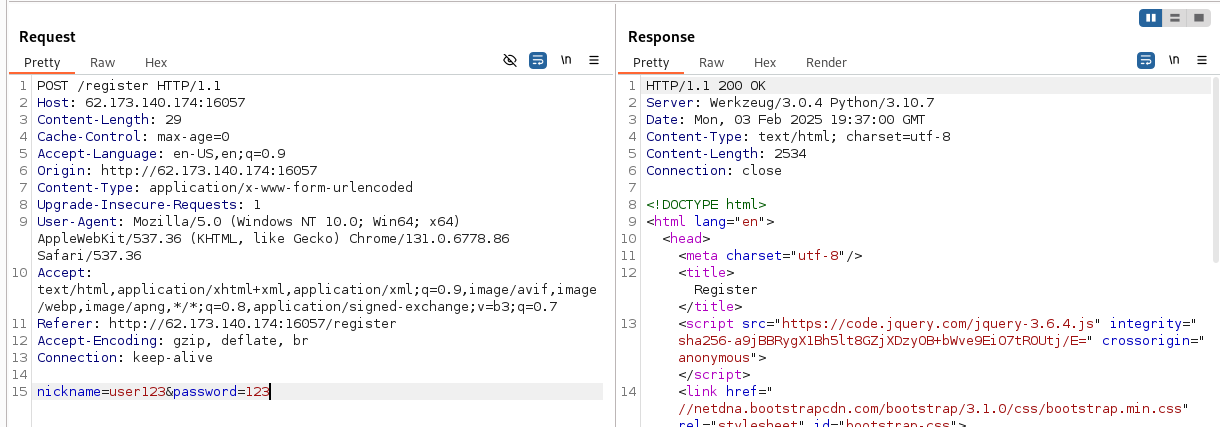 Request
Pretty Raw Hex
\n
1 POST /register HTTP/1.1
2 Host: 62.173.140.174:16057
3 Content-Length: 29
4 Cache-Control: max-age=0
5 Accept-Language: en-US,en;q=0.9
6 Origin: http://62.173.140.174:16057
7 Content-Type: application/x-www-form-urlencoded
8 Upgrade-Insecure-Requests: 1
9 User-Agent: Mozilla/5.0 (Windows NT 10.0; Win64; x64)
AppleWebKit/537.36 (KHTML, like Gecko) Chrome/131.0.6778.86
Safari/537.36
10 Accept:
text/html,application/xhtml+xml,application/xml;q=0.9,image/avif,image
/webp,image/apng,*/*;q=0.8,application/signed-exchange;v=b3;q=0.7
11 Referer: http://62.173.140.174:16057/register
12 Accept-Encoding: gzip, deflate, br
13 Connection: keep-alive
14
15 nickname=user123&password=123
Response
Pretty Raw Hex Render
\n
1 HTTP/1.1 200 OK
2 Server: Werkzeug/3.0.4 Python/3.10.7
3 Date: Mon, 03 Feb 2025 19:37:00 GMT
4 Content-Type: text/html; charset=utf-8
5 Content-Length: 2534
6 Connection: close
7
8 <!DOCTYPE html>
9 <html lang="en">
10 <head>
11 <meta charset="utf-8"/>
12 <title>
Register
</title>
13 <script src="https://code.jquery.com/jquery-3.6.4.js" integrity="
sha256-a9jBBRygX1Bh5lt8GZjXDzyOB+bWve9EiO7tROUtj/E=" crossorigin="
anonymous">
</script>
14 <link href="
//netdna.bootstrapcdn.com/bootstrap/3.1.0/css/bootstrap.min.css"
rel="stylesheet" id="bootstrap-css">